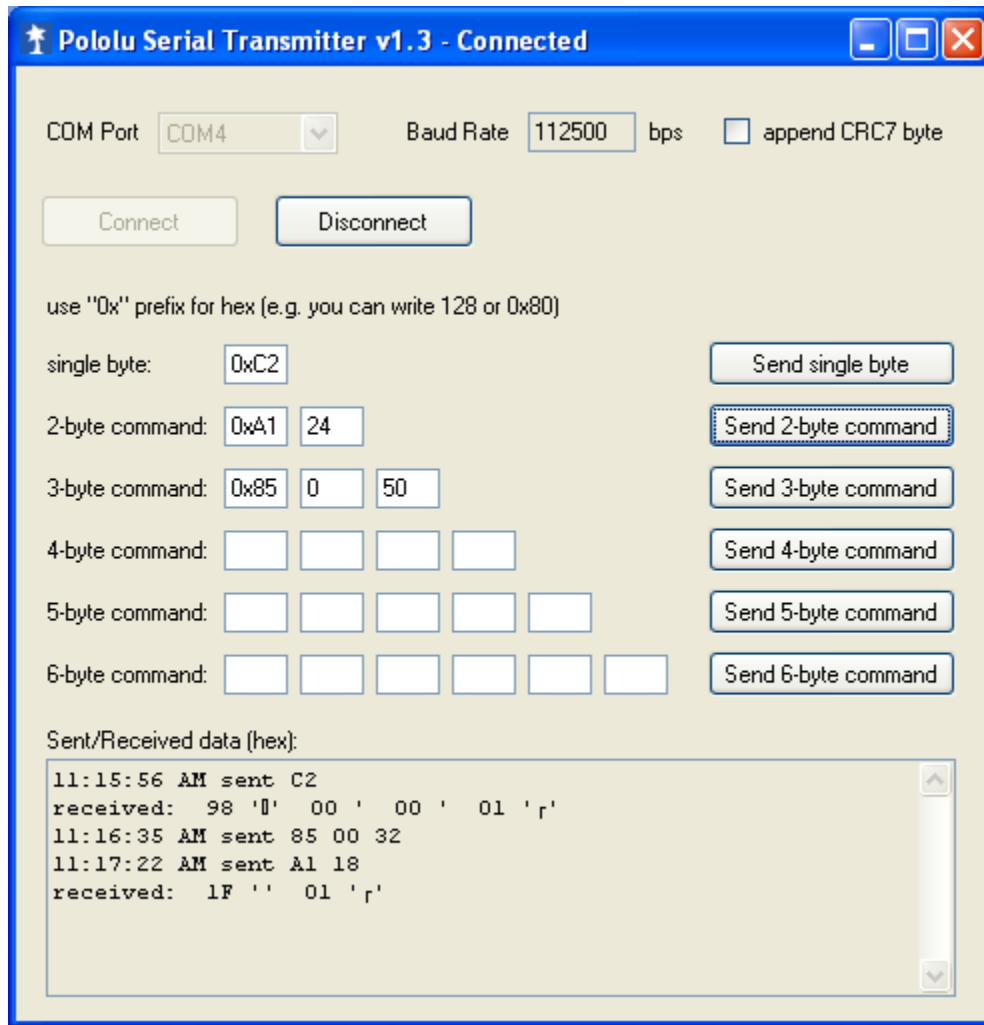 Pololu Serial Transmitter v1.3 - Connected
COM Port COM4 Baud Rate 112500 bps append CRC7 byte
Connect Disconnect
use "0x" prefix for hex (e.g. you can write 128 or 0x80)
single byte: 0xC2 Send single byte
2-byte command: 0xA1 24 Send 2-byte command
3-byte command: 0x85 0 50 Send 3-byte command
4-byte command: Send 4-byte command
5-byte command: Send 5-byte command
6-byte command: Send 6-byte command
Sent/Received data (hex):
11:15:56 AM sent C2
received: 98 '▯' 00 ' 00 ' 01 '┌'
11:16:35 AM sent 85 00 32
11:17:22 AM sent A1 18
received: 1F '' 01 '┌'